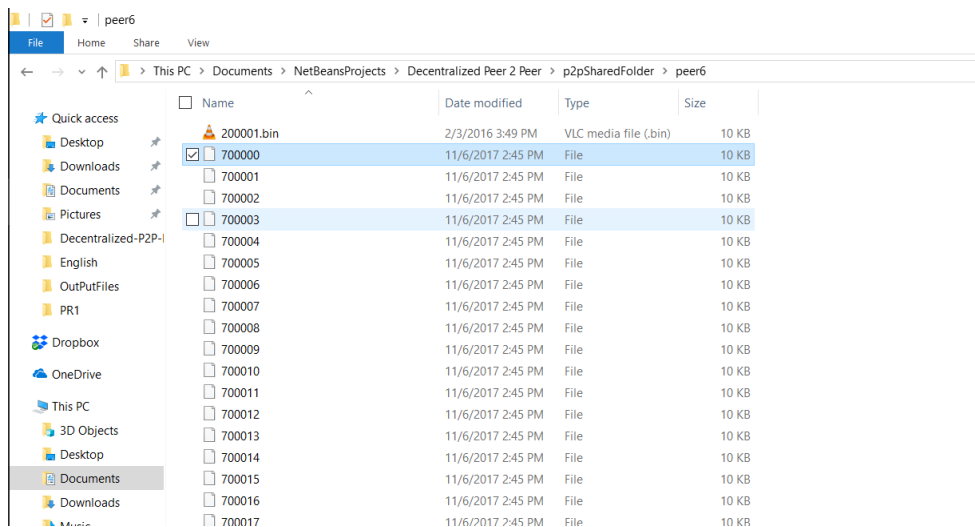 peer6
File Home Share View
This PC > Documents > NetBeansProjects > Decentralized Peer 2 Peer > p2pSharedFolder > peer6
Name Date modified Type Size
Quick access
Desktop
Downloads
Documents
Pictures
Decentralized-P2P-
English
OutPutFiles
PR1
Dropbox
OneDrive
This PC
3D Objects
Desktop
Documents
Downloads
Music
200001.bin 2/3/2016 3:49 PM VLC media file (.bin) 10 KB
700000 11/6/2017 2:45 PM File 10 KB
700001 11/6/2017 2:45 PM File 10 KB
700002 11/6/2017 2:45 PM File 10 KB
700003 11/6/2017 2:45 PM File 10 KB
700004 11/6/2017 2:45 PM File 10 KB
700005 11/6/2017 2:45 PM File 10 KB
700006 11/6/2017 2:45 PM File 10 KB
700007 11/6/2017 2:45 PM File 10 KB
700008 11/6/2017 2:45 PM File 10 KB
700009 11/6/2017 2:45 PM File 10 KB
700010 11/6/2017 2:45 PM File 10 KB
700011 11/6/2017 2:45 PM File 10 KB
700012 11/6/2017 2:45 PM File 10 KB
700013 11/6/2017 2:45 PM File 10 KB
700014 11/6/2017 2:45 PM File 10 KB
700015 11/6/2017 2:45 PM File 10 KB
700016 11/6/2017 2:45 PM File 10 KB
700017 11/6/2017 2:45 PM File 10 KB